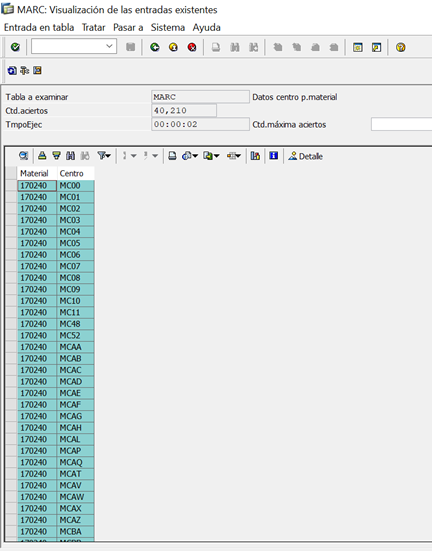 MARC: Visualización de las entradas existentes
Entrada en tabla Tratar Pasar a Sistema Ayuda
Tabla a examinar MARC Datos centro p.material
Ctd.aciertos 40,210
TmpoEjec 00:00:02 Ctd.máxima aciertos
Detalle
Material Centro
170240 MC00
170240 MC01
170240 MC02
170240 MC03
170240 MC04
170240 MC05
170240 MC06
170240 MC07
170240 MC08
170240 MC09
170240 MC10
170240 MC11
170240 MC48
170240 MC52
170240 MCAA
170240 MCAB
170240 MCAC
170240 MCAD
170240 MCAE
170240 MCAF
170240 MCAG
170240 MCAH
170240 MCAL
170240 MCAP
170240 MCAQ
170240 MCAT
170240 MCAV
170240 MCAW
170240 MCAX
170240 MCAZ
170240 MCBA